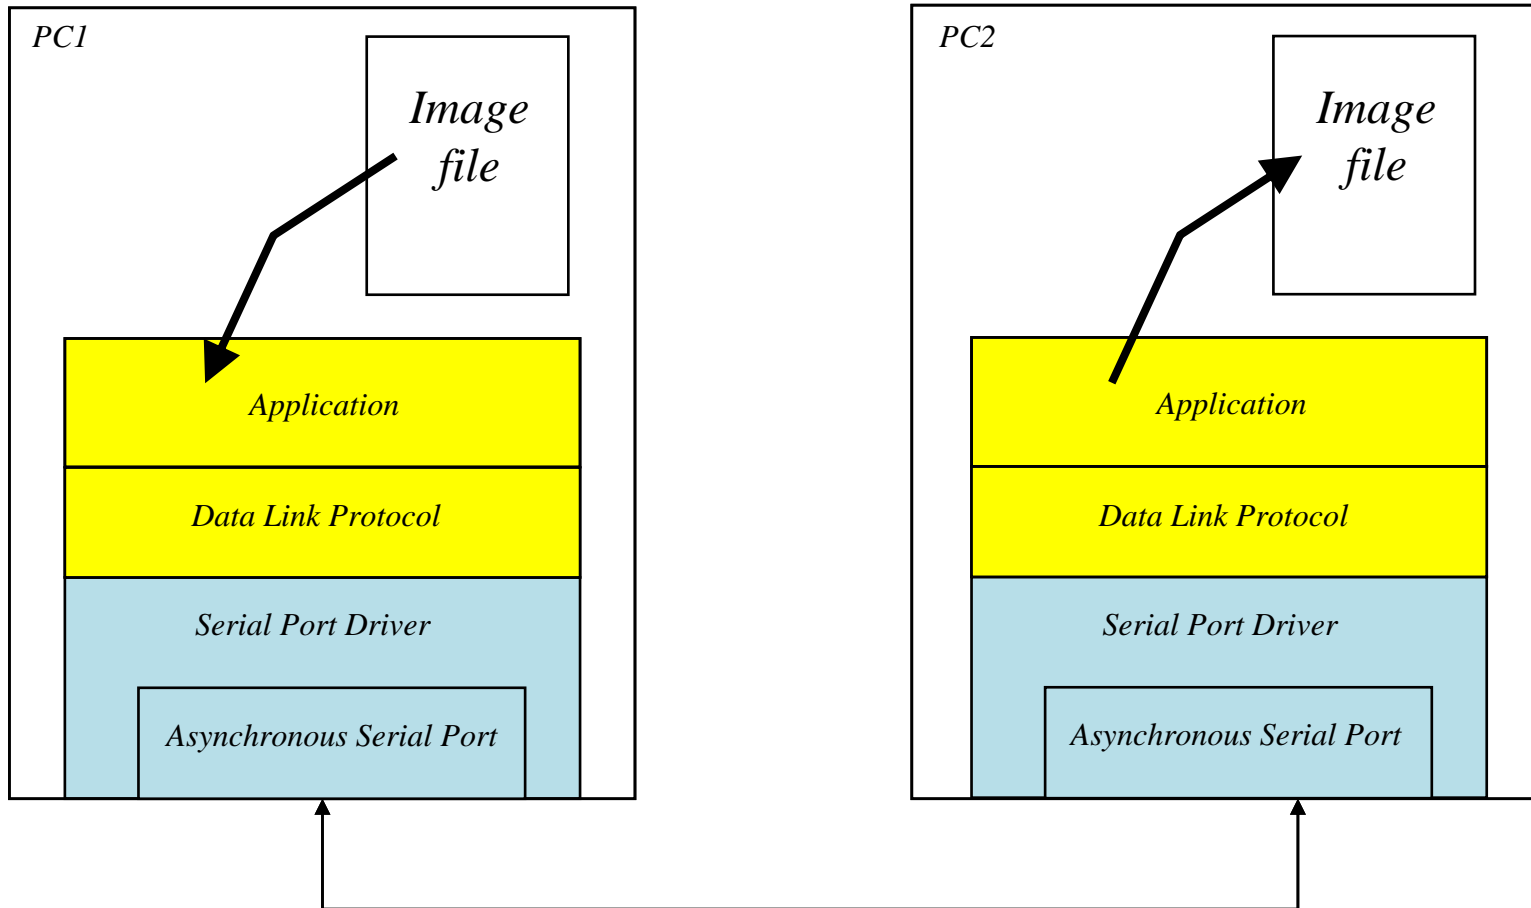 PC1
Image
file
Application
Data Link Protocol
Serial Port Driver
Asynchronous Serial Port
PC2
Image
file
Application
Data Link Protocol
Serial Port Driver
Asynchronous Serial Port